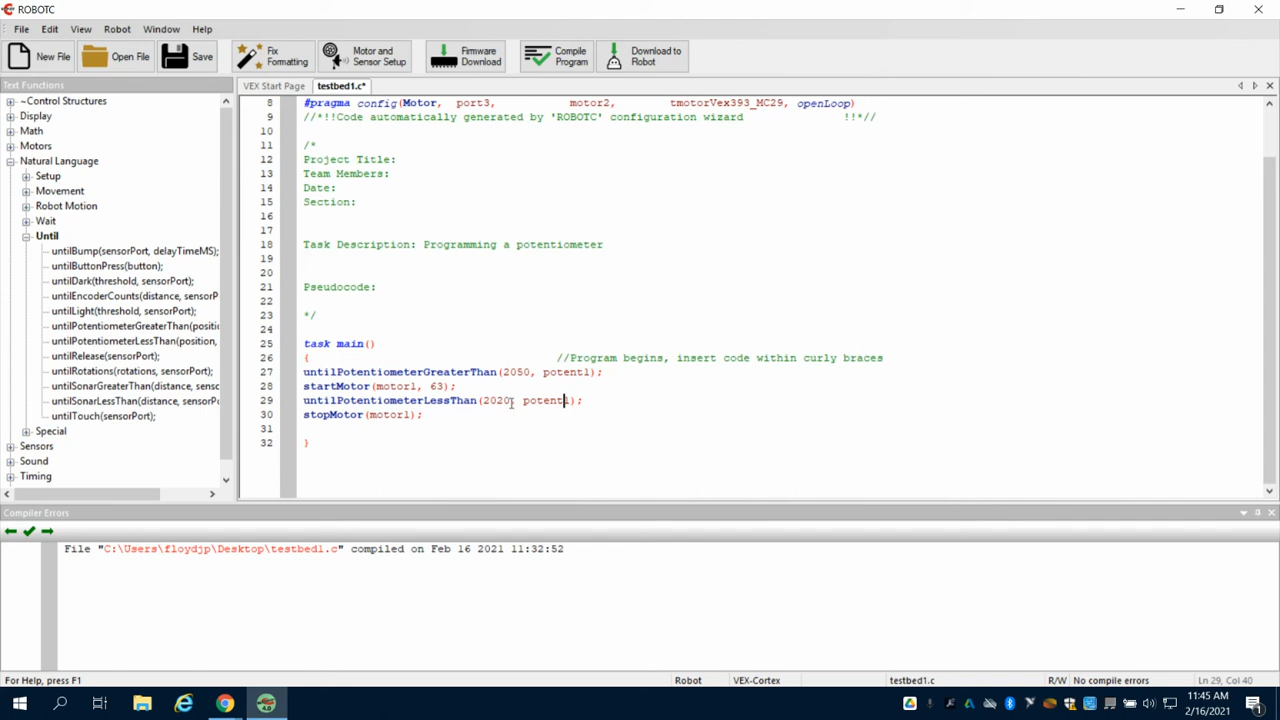 ROBOTC
File Edit View Robot Window Help
New File Open File Save Fix Formatting Motor and Sensor Setup Firmware Download Compile Program Download to Robot
Text Functions
~Control Structures
Display
Math
Motors
Natural Language
Setup
Movement
Robot Motion
Wait
Until
untilBump(sensorPort, delayTimeMS);
untilButtonPress(button);
untilDark(threshold, sensorPort);
untilEncoderCounts(distance, sensorP
untilLight(threshold, sensorPort);
untilPotentiometerGreaterThan(positio
untilPotentiometerLessThan(position,
untilRelease(sensorPort);
untilRotations(rotations, sensorPort);
untilSonarGreaterThan(distance, sensor
untilSonarLessThan(distance, sensorPo
untilTouch(sensorPort);
Special
Sensors
Sound
Timing
VEX Start Page testbed1.c*
8 #pragma config(Motor, port3, motor2, tmotorVex393_MC29, openLoop)
9 //*!!Code automatically generated by 'ROBOTC' configuration wizard !!*//
10
11 /*
12 Project Title:
13 Team Members:
14 Date:
15 Section:
16
17
18 Task Description: Programming a potentiometer
19
20
21 Pseudocode:
22
23 */
24
25 task main()
26 { //Program begins, insert code within curly braces
27 untilPotentiometerGreaterThan(2050, potent1);
28 startMotor(motor1, 63);
29 untilPotentiometerLessThan(2020, potent1);
30 stopMotor(motor1);
31
32 }
Compiler Errors
File "C:\Users\floydjp\Desktop\testbed1.c" compiled on Feb 16 2021 11:32:52
For Help, press F1 Robot VEX-Cortex testbed1.c R/W No compile errors Ln 29, Col 40
11:45 AM
2/16/2021